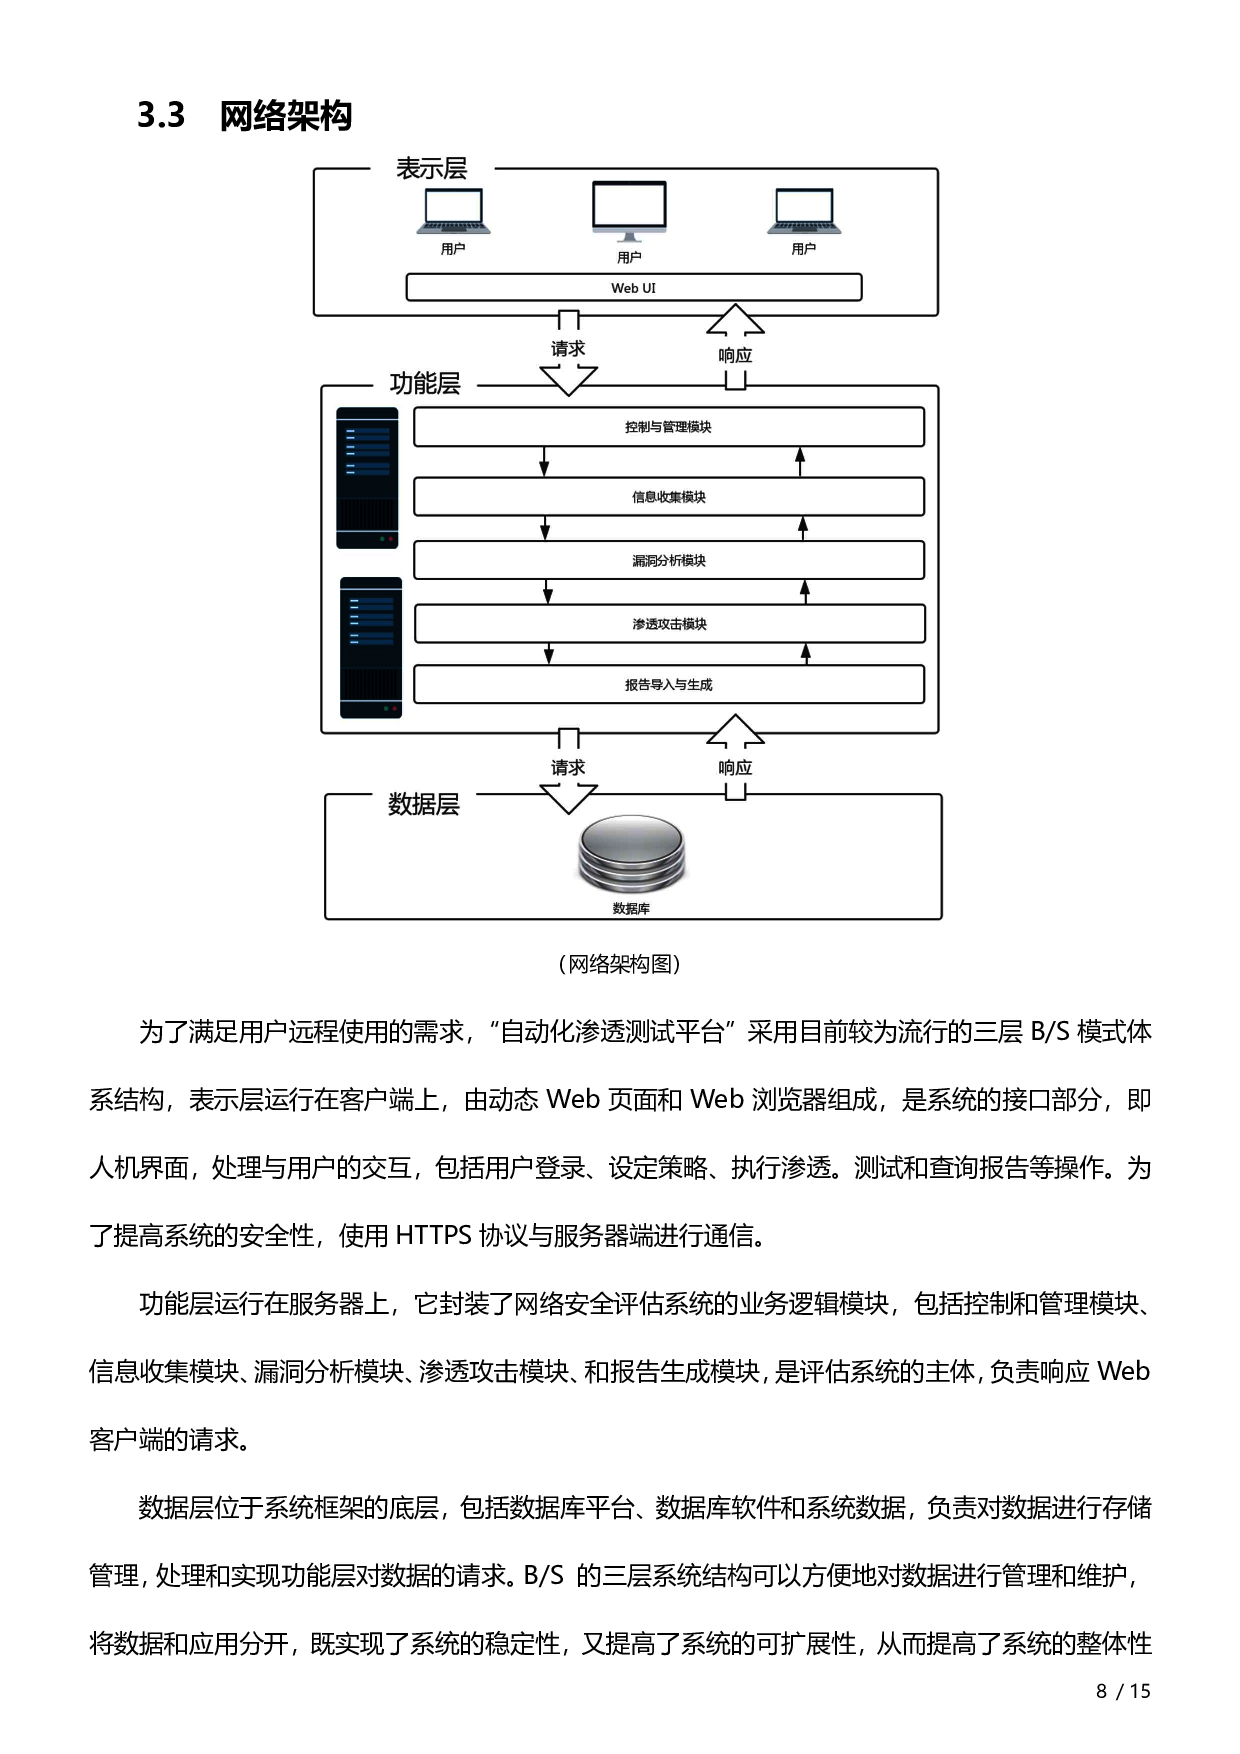 3.3 网络架构
表示层
用户
用户
用户
Web UI
请求
响应
功能层
控制与管理模块
信息收集模块
漏洞分析模块
渗透攻击模块
报告导入与生成
请求
响应
数据层
数据库
（网络架构图）
为了满足用户远程使用的需求，“自动化渗透测试平台”采用目前较为流行的三层 B/S 模式体
系结构，表示层运行在客户端上，由动态 Web 页面和 Web 浏览器组成，是系统的接口部分，即
人机界面，处理与用户的交互，包括用户登录、设定策略、执行渗透。测试和查询报告等操作。为
了提高系统的安全性，使用 HTTPS 协议与服务器端进行通信。
功能层运行在服务器上，它封装了网络安全评估系统的业务逻辑模块，包括控制和管理模块、
信息收集模块、漏洞分析模块、渗透攻击模块、和报告生成模块，是评估系统的主体，负责响应 Web
客户端的请求。
数据层位于系统框架的底层，包括数据库平台、数据库软件和系统数据，负责对数据进行存储
管理，处理和实现功能层对数据的请求。B/S 的三层系统结构可以方便地对数据进行管理和维护，
将数据和应用分开，既实现了系统的稳定性，又提高了系统的可扩展性，从而提高了系统的整体性
8 / 15